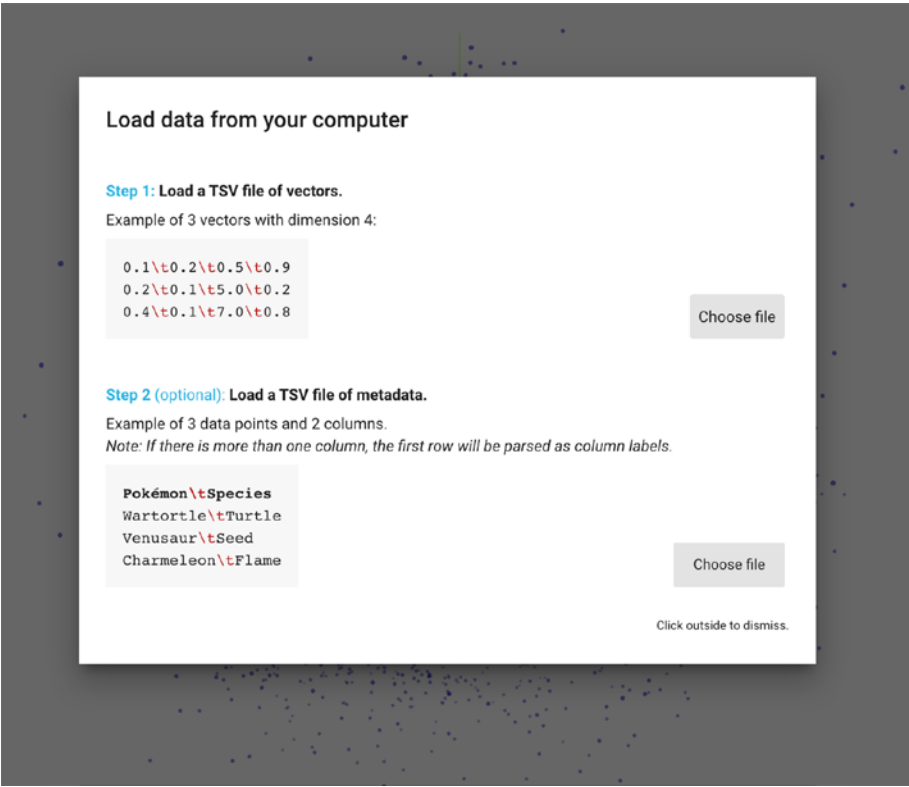 Load data from your computer
Step 1: Load a TSV file of vectors.
Example of 3 vectors with dimension 4:
0.1\t0.2\t0.5\t0.9
0.2\t0.1\t5.0\t0.2
0.4\t0.1\t7.0\t0.8
Choose file
Step 2 (optional): Load a TSV file of metadata.
Example of 3 data points and 2 columns.
Note: If there is more than one column, the first row will be parsed as column labels.
Pokémon\tSpecies
Wartortle\tTurtle
Venusaur\tSeed
Charmeleon\tFlame
Choose file
Click outside to dismiss.